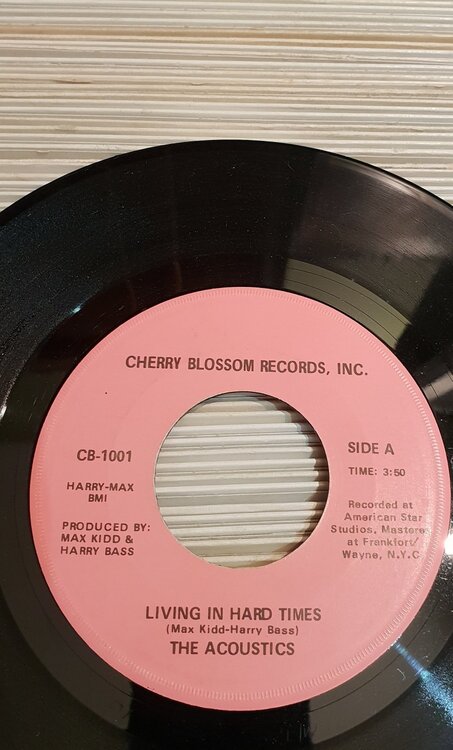 CHERRY BLOSSOM RECORDS, INC.
CB-1001
HARRY-MAX
BMI
PRODUCED BY:
MAX KIDD &
HARRY BASS
SIDE A
TIME: 3:50
Recorded at
American Star
Studios, Mastered
at Frankfort/
Wayne, N.Y.C
LIVING IN HARD TIMES
(Max Kidd-Harry Bass)
THE ACOUSTICS